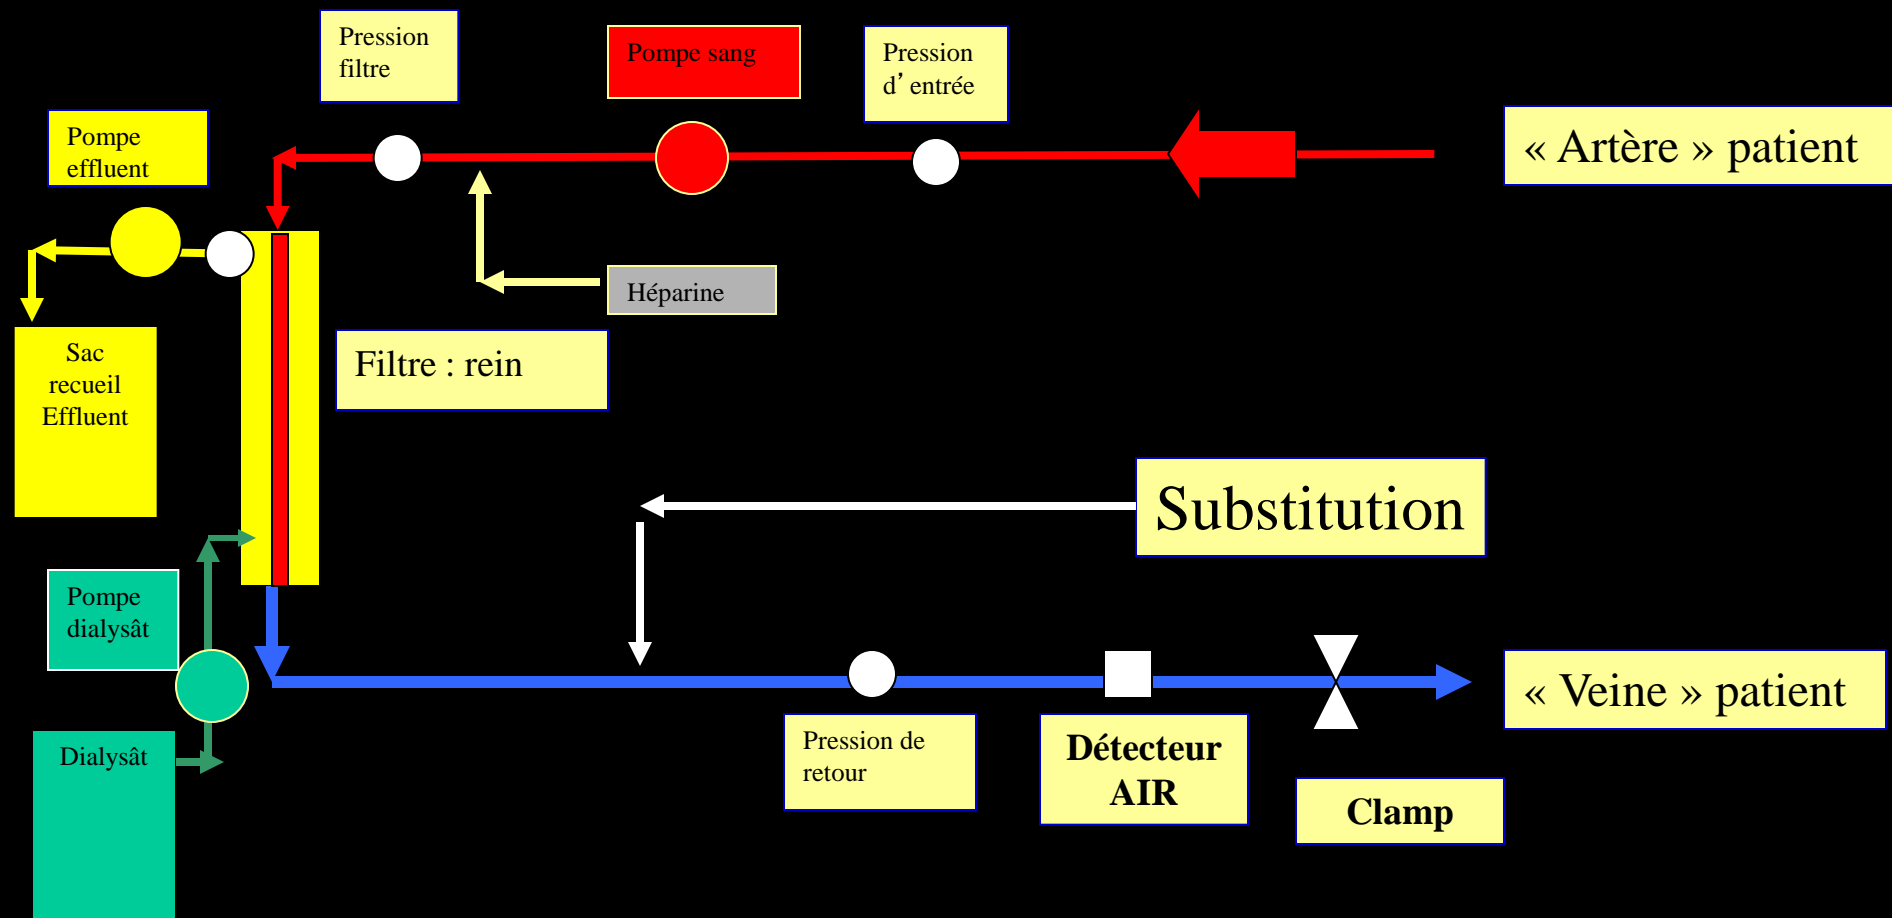 Pression
filtre
Pompe sang
Pression
d’entrée
Pompe
effluent
« Artère » patient
Héparine
Sac
recueil
Effluent
Filtre : rein
Substitution
Pompe
dialysât
« Veine » patient
Dialysât
Pression de
retour
Détecteur
AIR
Clamp